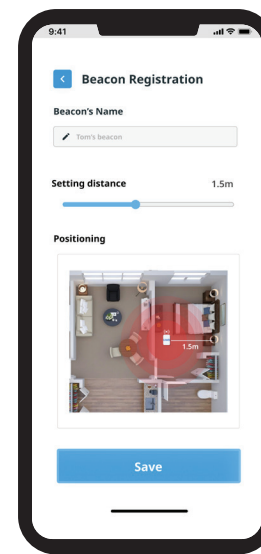 9:41
Beacon Registration
Beacon's Name
Tom's beacon
Setting distance 1.5m
Positioning
1.5m
Save